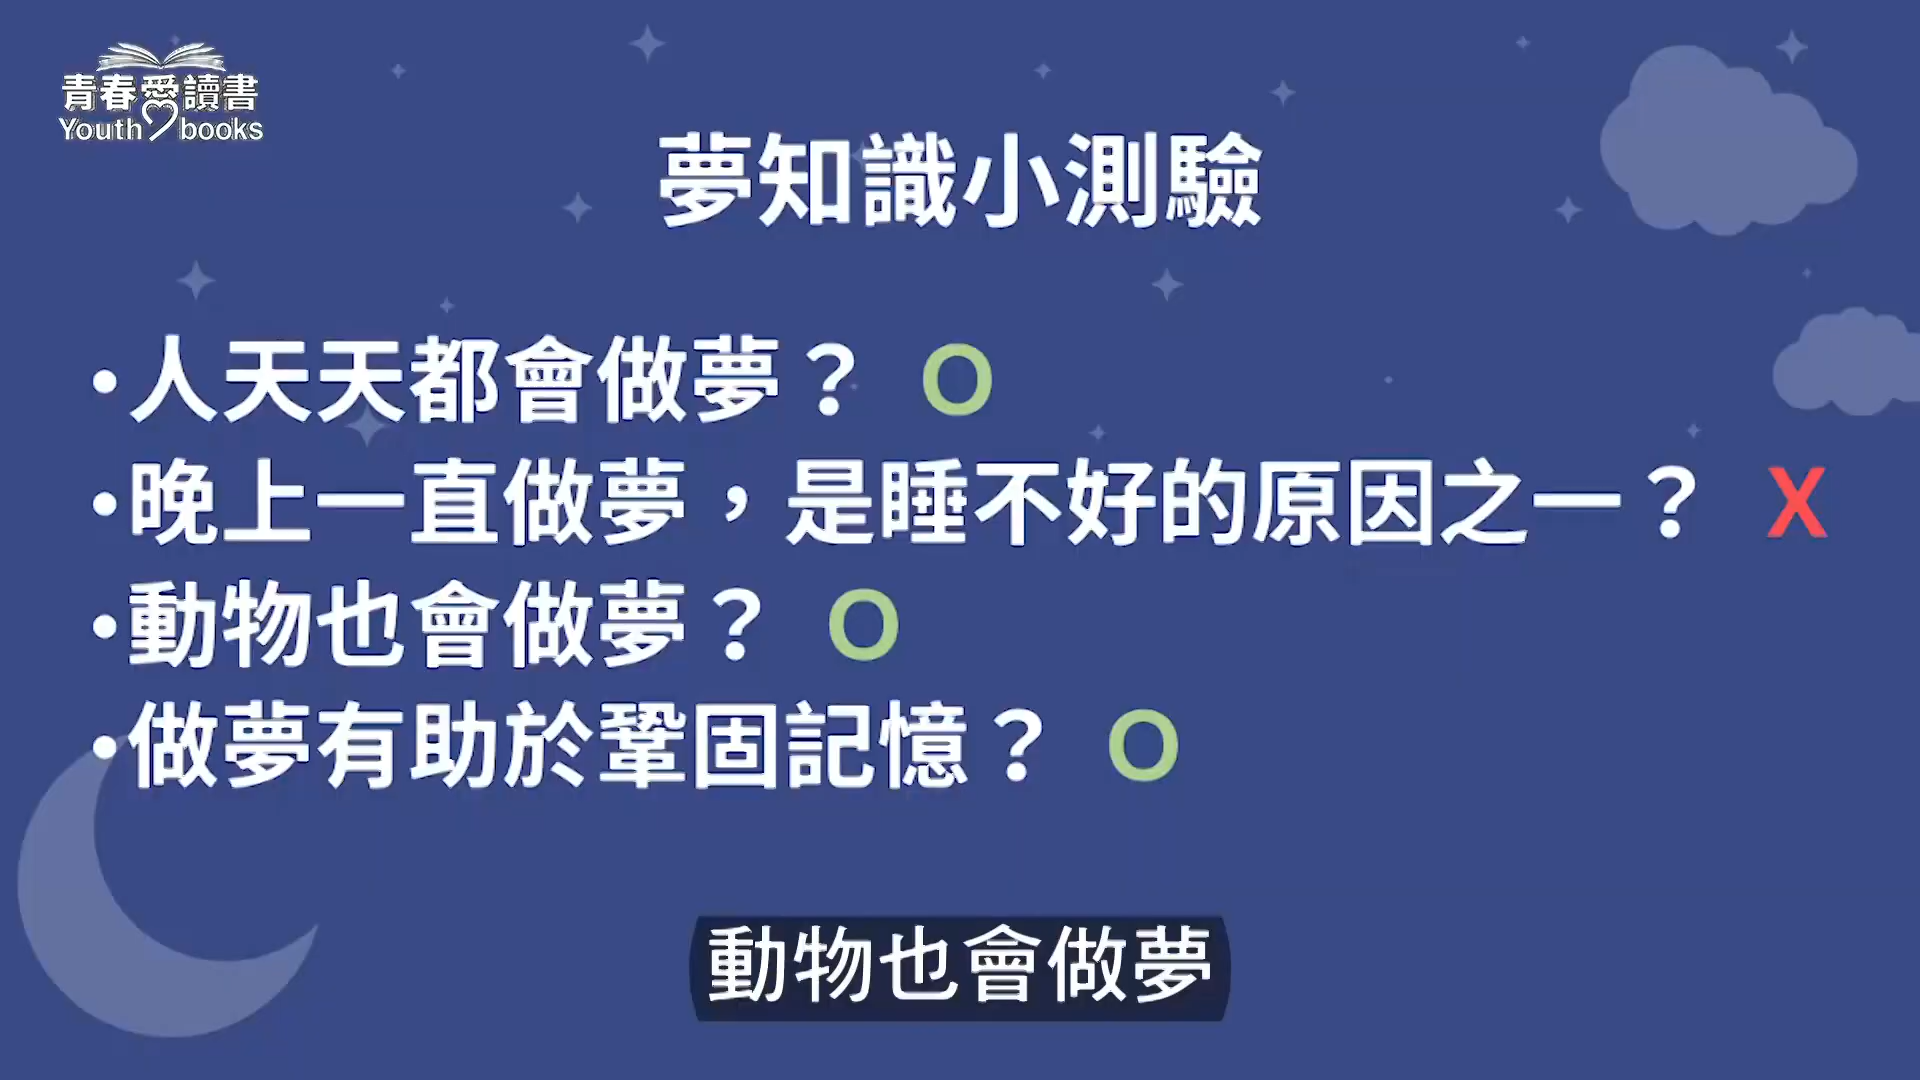 青春愛讀書
Youth books
夢知識小測驗
•人天天都會做夢？ O
•晚上一直做夢，是睡不好的原因之一？ X
•動物也會做夢？ O
•做夢有助於鞏固記憶？ O
動物也會做夢